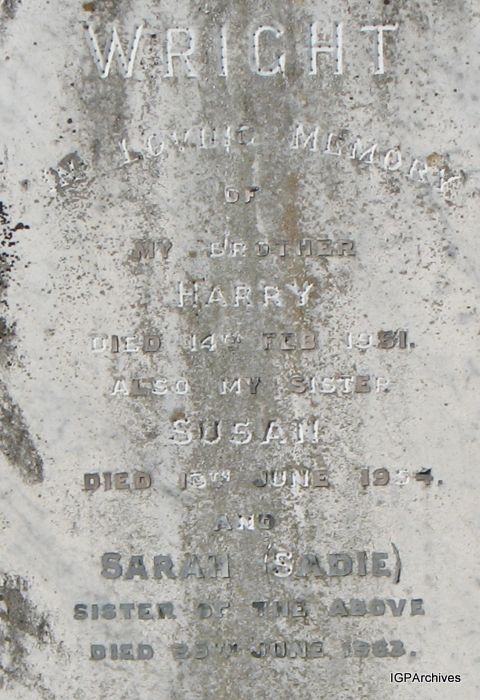 WRIGHT
IN LOVING MEMORY
OF
MY BROTHER
HARRY
DIED 14TH FEB 1951.
ALSO MY SISTER
SUSAN
DIED JUNE 1954.
AND
SARAH (SADIE)
SISTER OF THE ABOVE
DIED JUNE
IGPArchives